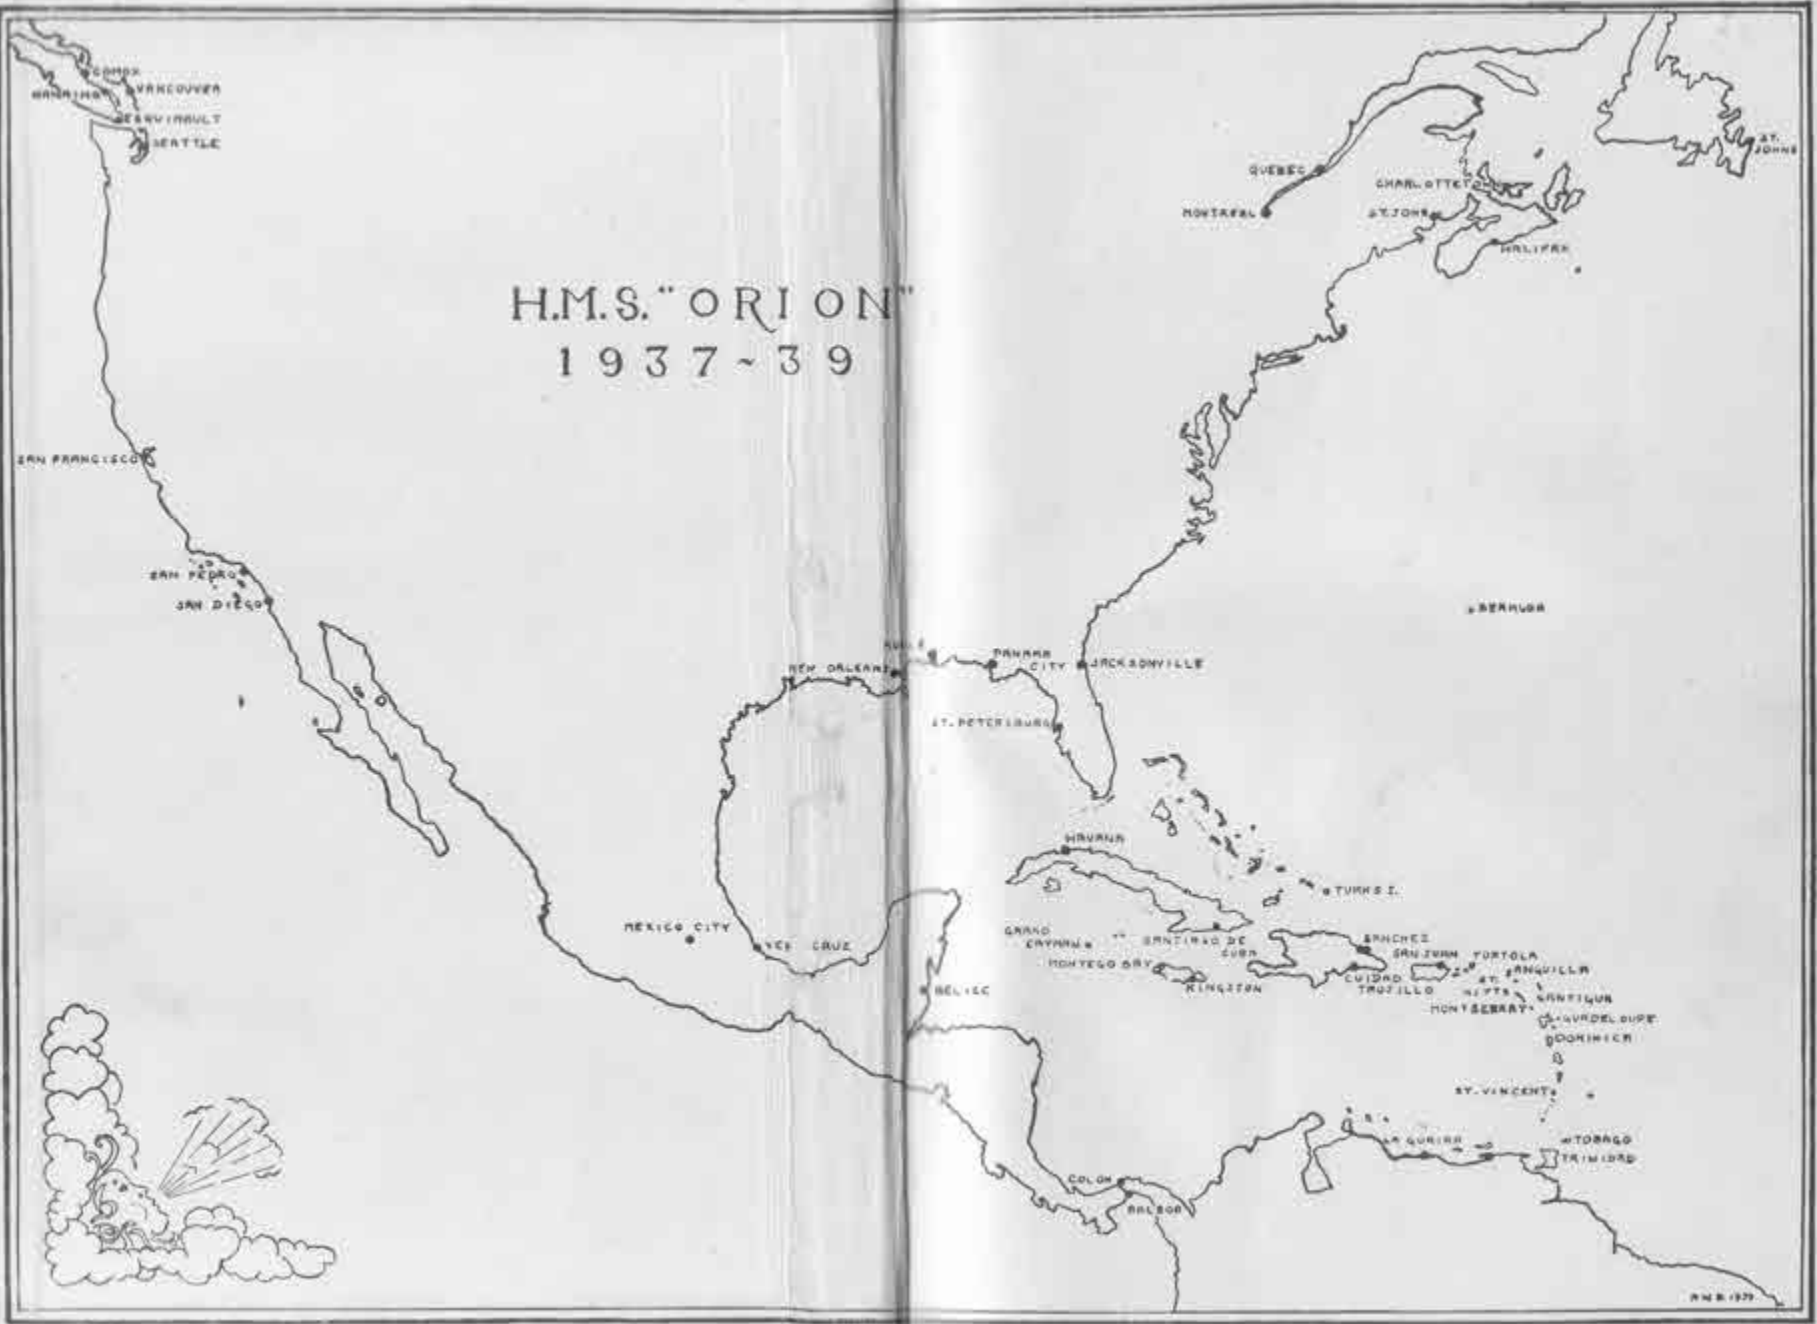 COMOX
NANAIMO
VANCOUVER
ESQUIMAULT
SEATTLE
ST.
JOHNS
QUEBEC
CHARLOTTETOWN
MONTREAL
ST. JOHN
HALIFAX
H.M.S. "ORION"
1937~39
SAN FRANCISCO
SAN PEDRO
SAN DIEGO
BERMUDA
NEW ORLEANS
PANAMA
CITY
JACKSONVILLE
ST. PETERSBURG
HAVANA
TURKS I.
MEXICO CITY
VER CRUZ
GRAND
CAYMAN
SANTIAGO DE
CUBA
SANCHEZ
SAN JUAN
TORTOLA
MONTEGO BAY
KINGSTON
CUIDAD
TRUJILLO
ANGUILLA
ST.
KITTS
BELIZE
MONTSERRAT
ANTIGUA
GUADELOUPE
DOMINICA
ST. VINCENT
LA GUAIRA
TOBAGO
TRINIDAD
COLON
BALBOA